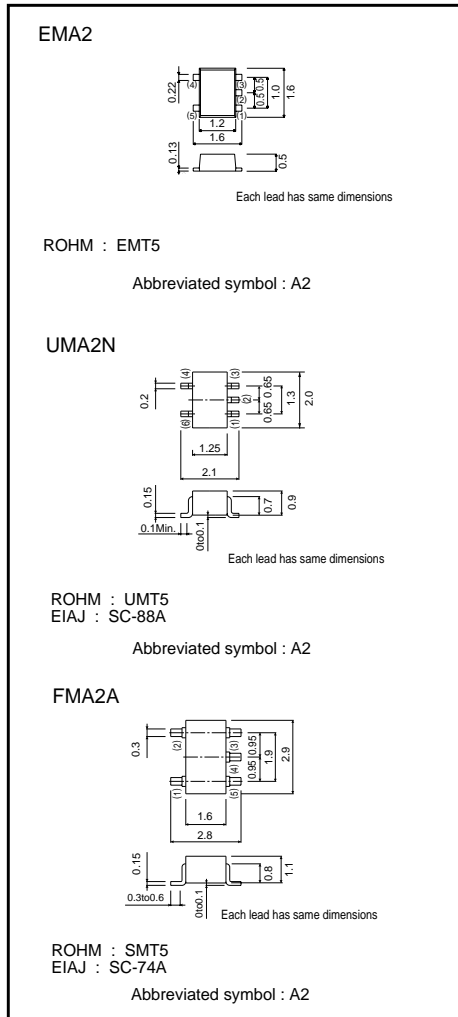 EMA2
0.22
(4)
(3)
(2)
(5)
(1)
0.5
0.5
1.0
1.6
1.2
1.6
0.13
0.5
Each lead has same dimensions
ROHM : EMT5
Abbreviated symbol : A2
UMA2N
0.2
(4)
(3)
(2)
(6)
(1)
0.65
0.65
1.3
2.0
1.25
2.1
0.15
0.1Min.
0to0.1
0.7
0.9
Each lead has same dimensions
ROHM : UMT5
EIAJ : SC-88A
Abbreviated symbol : A2
FMA2A
0.3
(2)
(3)
(4)
(1)
(5)
0.95
0.95
1.9
2.9
1.6
2.8
0.15
0.3to0.6
0to0.1
0.8
1.1
Each lead has same dimensions
ROHM : SMT5
EIAJ : SC-74A
Abbreviated symbol : A2